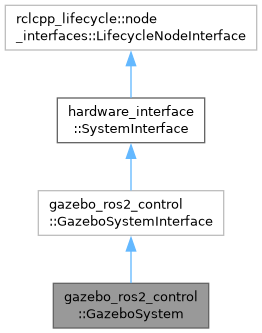 rclcpp_lifecycle::node
_interfaces::LifecycleNodeInterface
hardware_interface
::SystemInterface
gazebo_ros2_control
::GazeboSystemInterface
gazebo_ros2_control
::GazeboSystem